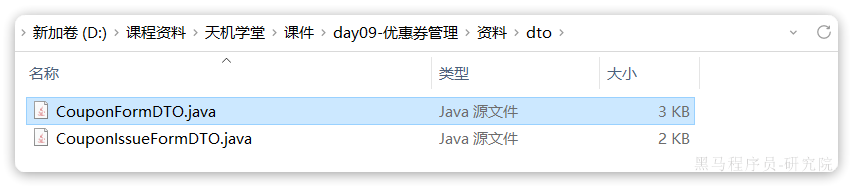 新加卷 (D:) > 课程资料 > 天机学堂 > 课件 > day09-优惠券管理 > 资料 > dto >
名称 类型 大小
CouponFormDTO.java Java 源文件 3 KB
CouponIssueFormDTO.java Java 源文件 2 KB
黑马程序员-研究院